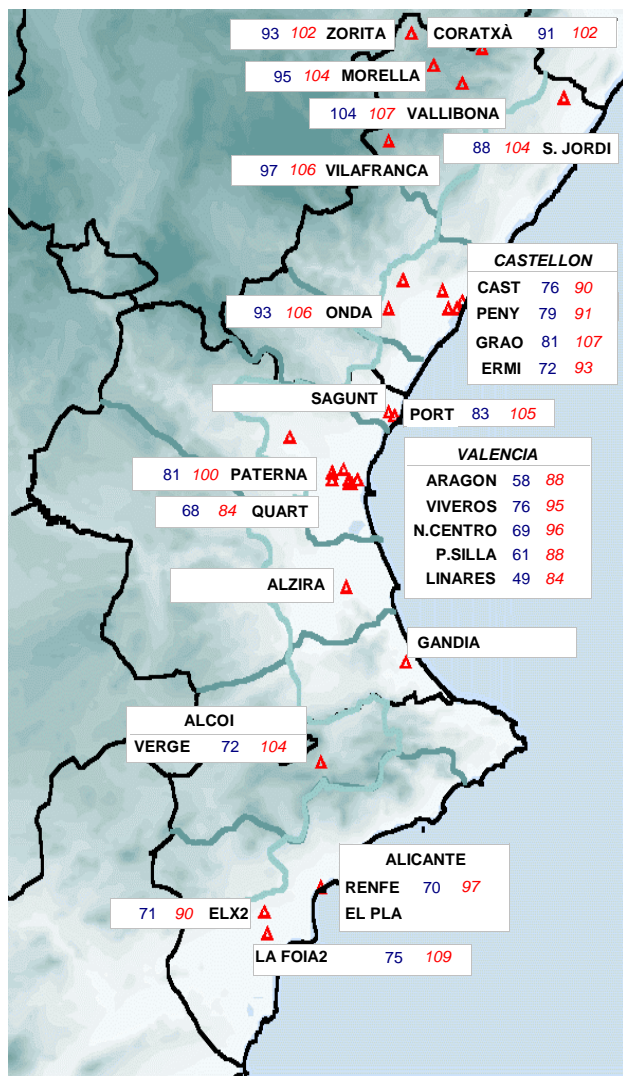 93 102 ZORITA
CORATXÀ 91 102
95 104 MORELLA
104 107 VALLIBONA
88 104 S. JORDI
97 106 VILAFRANCA
CASTELLON
CAST 76 90
PENY 79 91
GRAO 81 107
ERMI 72 93
93 106 ONDA
SAGUNT
PORT 83 105
VALENCIA
ARAGON 58 88
VIVEROS 76 95
N.CENTRO 69 96
P.SILLA 61 88
LINARES 49 84
81 100 PATERNA
68 84 QUART
ALZIRA
GANDIA
ALCOI
VERGE 72 104
ALICANTE
RENFE 70 97
EL PLA
71 90 ELX2
LA FOIA2 75 109